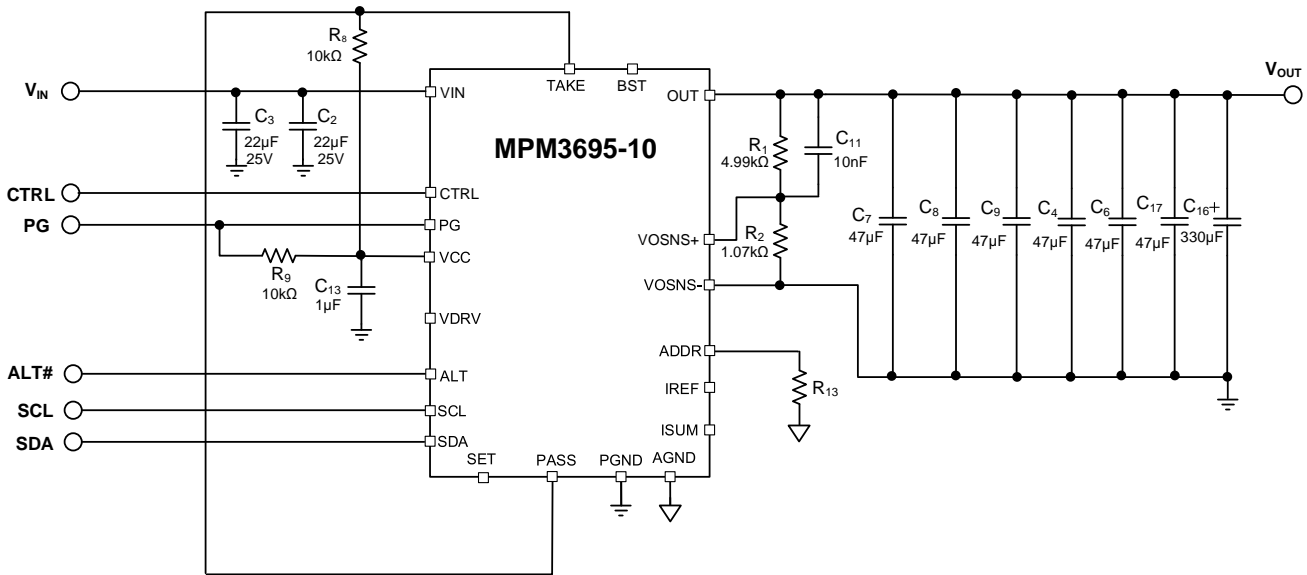 R8
10kΩ
VIN
C3
22µF
25V
C2
22µF
25V
VIN
TAKE
BST
OUT
VOUT
MPM3695-10
R1
4.99kΩ
C11
10nF
CTRL
CTRL
PG
PG
VCC
R9
10kΩ
C13
1µF
VOSNS+
R2
1.07kΩ
VOSNS-
C7
47µF
C8
47µF
C9
47µF
C4
47µF
C6
47µF
C17
47µF
C16+
330µF
VDRV
ADDR
R13
ALT#
ALT
IREF
SCL
SCL
ISUM
SDA
SDA
SET
PASS
PGND
AGND